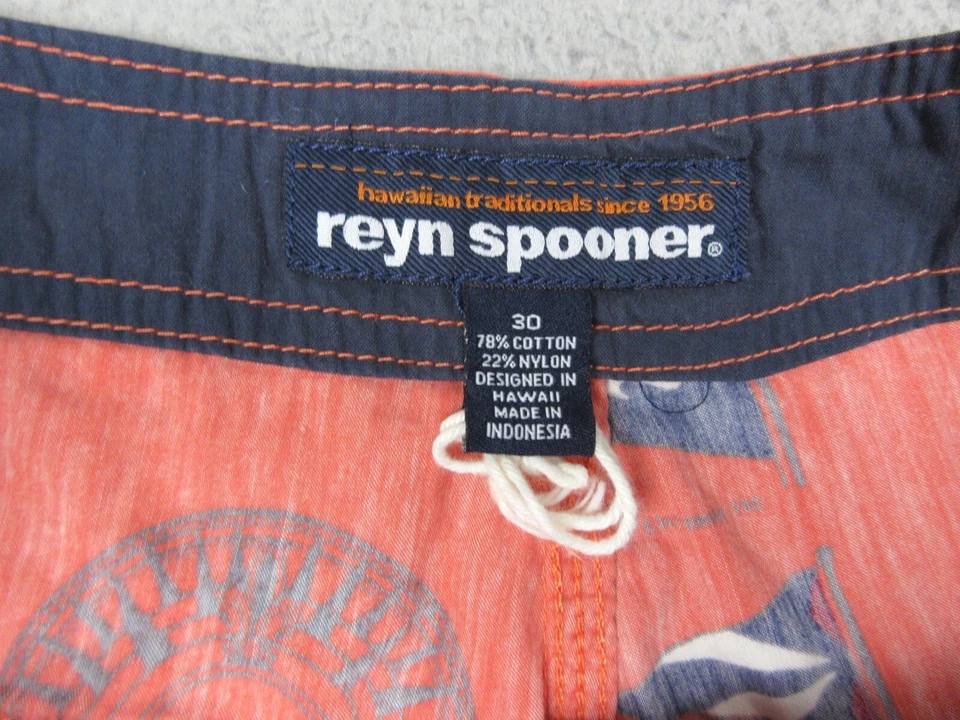 hawaiian traditionals since 1956
reyn spooner®
30
78% COTTON
22% NYLON
DESIGNED IN
HAWAII
MADE IN
INDONESIA